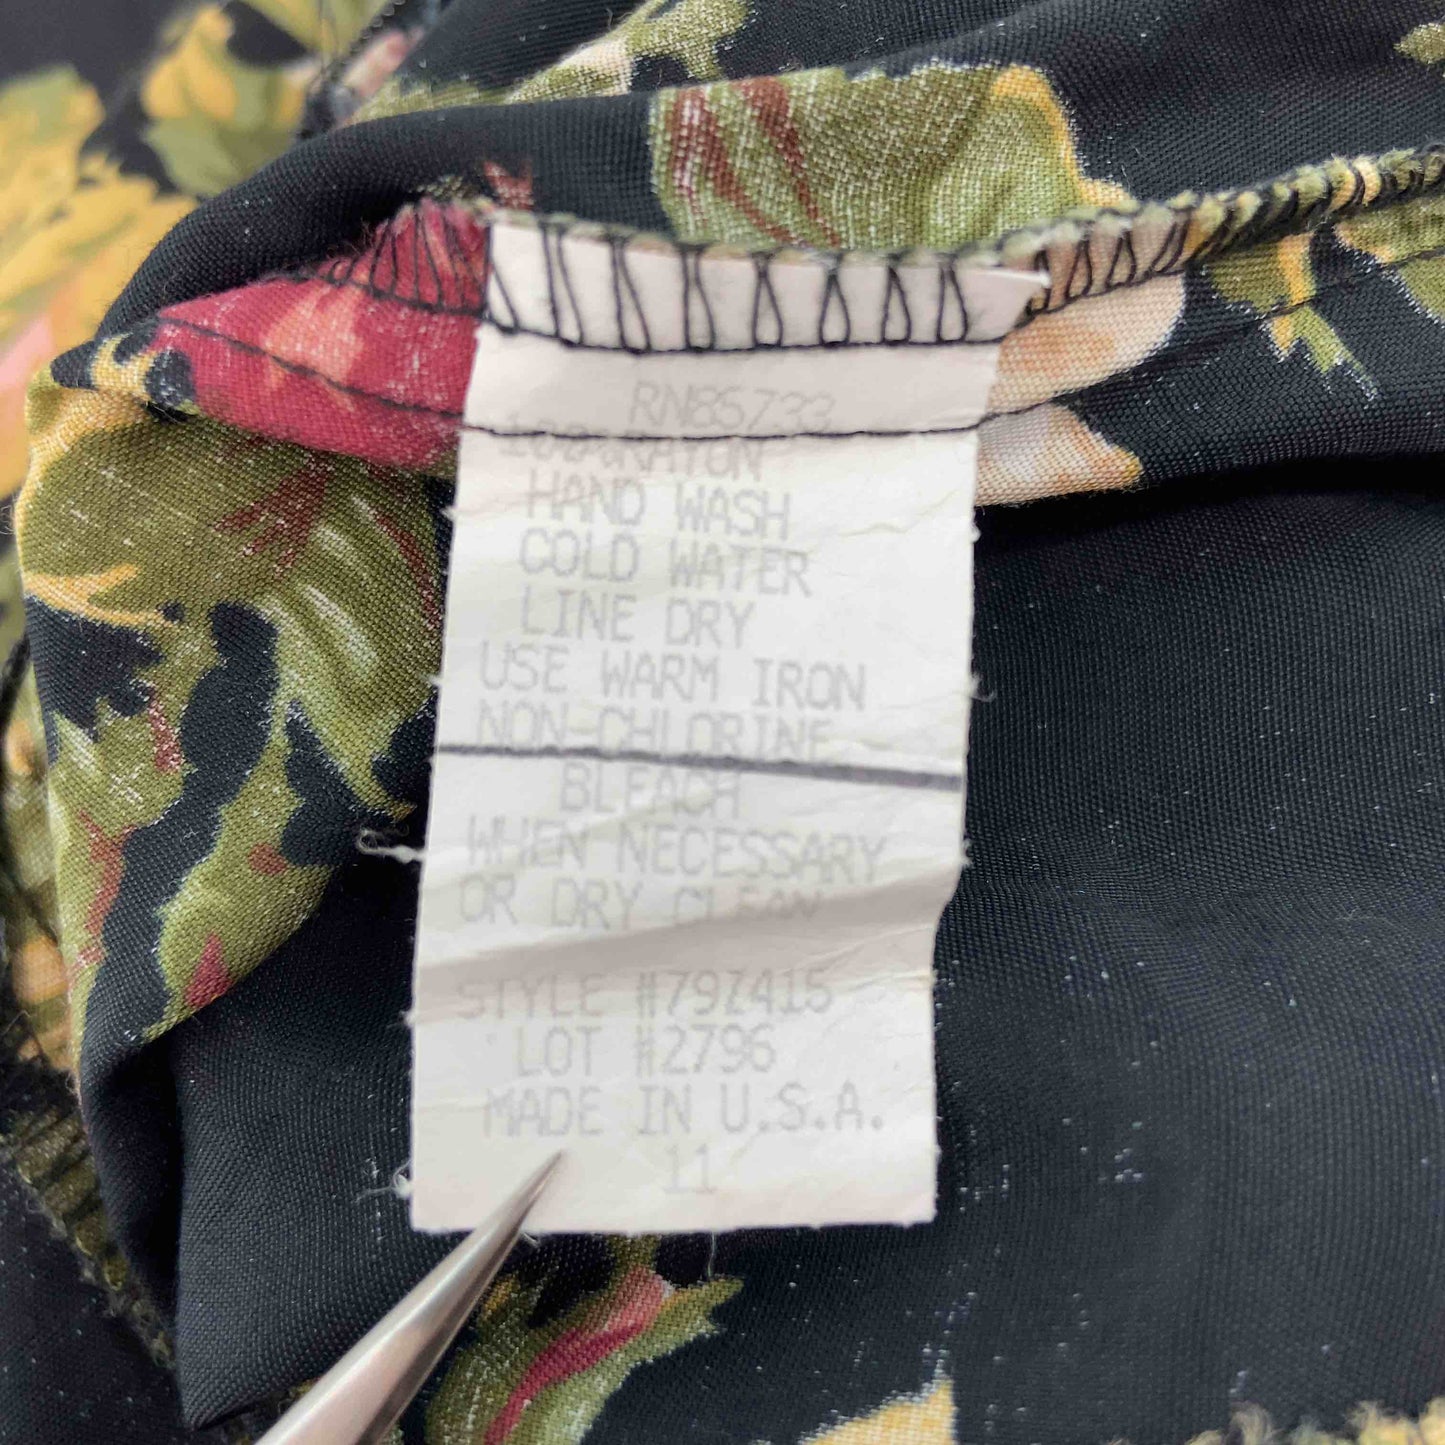 RN85733
100% RAYON
HAND WASH
COLD WATER
LINE DRY
USE WARM IRON
NON-CHLORINE
BLEACH
WHEN NECESSARY
OR DRY CLEAN
STYLE #79Z415
LOT #2796
MADE IN U.S.A.
11